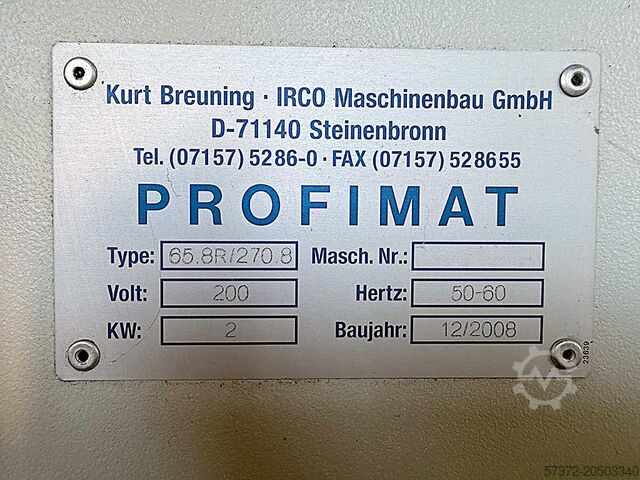 Kurt Breuning · IRCO Maschinenbau GmbH
D-71140 Steinenbronn
Tel. (07157) 5286-0 · FAX (07157) 528655
PROFIMAT
Type: 65.8R/270.8 Masch. Nr.:
Volt: 200 Hertz: 50-60
KW: 2 Baujahr: 12/2008
23639
57372-20503340